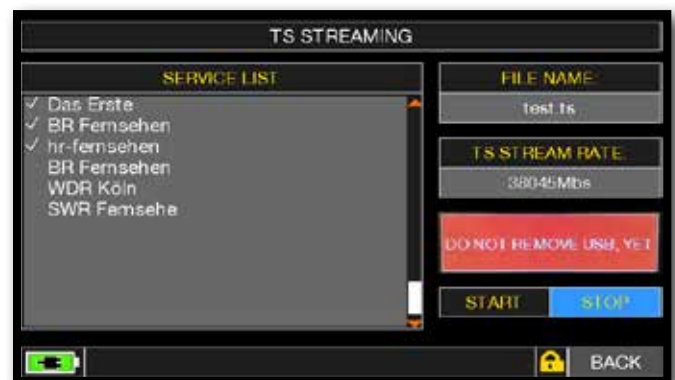 TS STREAMING
SERVICE LIST
✓ Das Erste
✓ BR Fernsehen
✓ hr-fernsehen
BR Fernsehen
WDR Köln
SWR Fernsehe
FILE NAME:
test.ts
TS STREAM RATE:
38045Mbs
DO NOT REMOVE USB, YET
START STOP
BACK